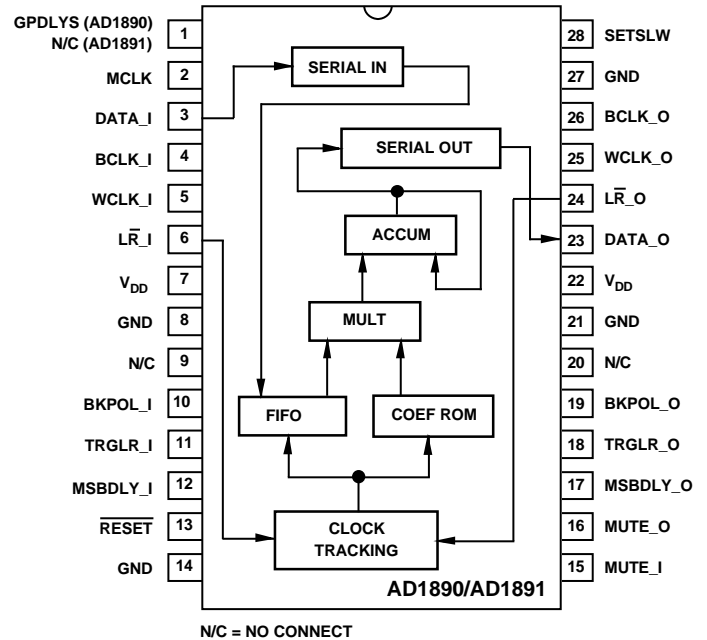 GPDLYS (AD1890)
N/C (AD1891)
1
MCLK 2
DATA_I 3
BCLK_I 4
WCLK_I 5
LR̅_I 6
VDD 7
GND 8
N/C 9
BKPOL_I 10
TRGLR_I 11
MSBDLY_I 12
R̅E̅S̅E̅T̅ 13
GND 14
SERIAL IN
SERIAL OUT
ACCUM
MULT
FIFO
COEF ROM
CLOCK
TRACKING
28 SETSLW
27 GND
26 BCLK_O
25 WCLK_O
24 LR̅_O
23 DATA_O
22 VDD
21 GND
20 N/C
19 BKPOL_O
18 TRGLR_O
17 MSBDLY_O
16 MUTE_O
15 MUTE_I
AD1890/AD1891
N/C = NO CONNECT